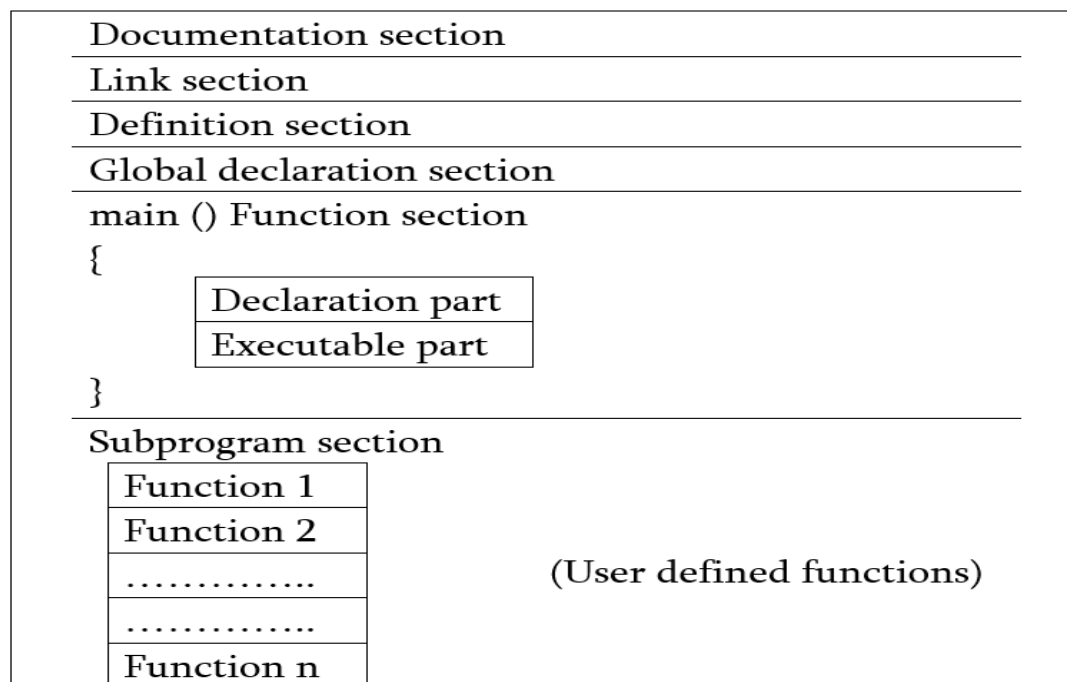 Documentation section
Link section
Definition section
Global declaration section
main () Function section
{
Declaration part
Executable part
}
Subprogram section
Function 1
Function 2
…………..
(User defined functions)
…………..
Function n